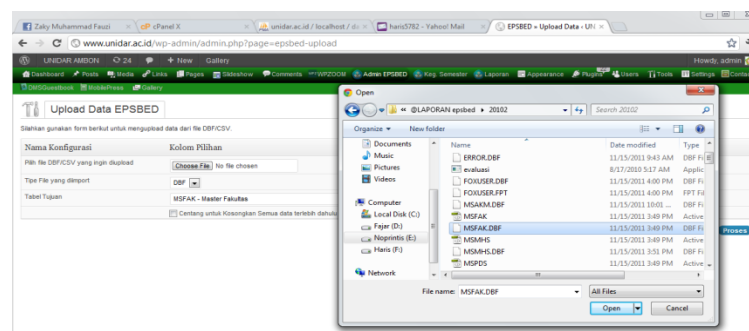 Zaky Muhammad Fauzi
cPanel X
unidar.ac.id / localhost / d
haris5782 - Yahoo! Mail
EPSBED « Upload Data ‹ UN
www.unidar.ac.id/wp-admin/admin.php?page=epsbed-upload
UNIDAR AMBON 24 + New Gallery
Howdy, admin
Dashboard Posts Media Links Pages Slideshow Comments WPZOOM Admin EPSBED Keg. Semester Laporan Appearance Plugins Users Tools Settings
DMSGuestbook MobilePress Gallery
Upload Data EPSBED
Silahkan gunakan form berikut untuk mengupload data dari file DBF/CSV.
Nama Konfigurasi Kolom Pilihan
Pilih file DBF/CSV yang ingin diupload Choose File No file chosen
Tipe File yang diimport DBF
Tabel Tujuan MSFAK - Master Fakultas
Centang untuk Kosongkan Semua data terlebih dahulu
Proses
Open
« @LAPORAN epsbed 20102
Search 20102
Organize New folder
Documents
Music
Pictures
Videos
Computer
Local Disk (C:)
Fajar (D:)
Noprintis (E:)
Haris (F:)
Network
Name Date modified Type
ERROR.DBF 11/15/2011 9:43 AM DBF Fi
evaluasi 8/17/2010 5:17 AM Applic
FOXUSER.DBF 11/15/2011 4:00 PM DBF Fi
FOXUSER.FPT 11/15/2011 4:00 PM FPT Fil
MSAKM.DBF 11/15/2011 10:01 ... DBF Fi
MSFAK 11/15/2011 3:49 PM Active
MSFAK.DBF 11/15/2011 3:49 PM DBF Fi
MSMHS 11/15/2011 3:49 PM Active
MSMHS.DBF 11/15/2011 3:51 PM DBF Fi
MSPDS 11/15/2011 3:49 PM Active
File name: MSFAK.DBF All Files
Open Cancel